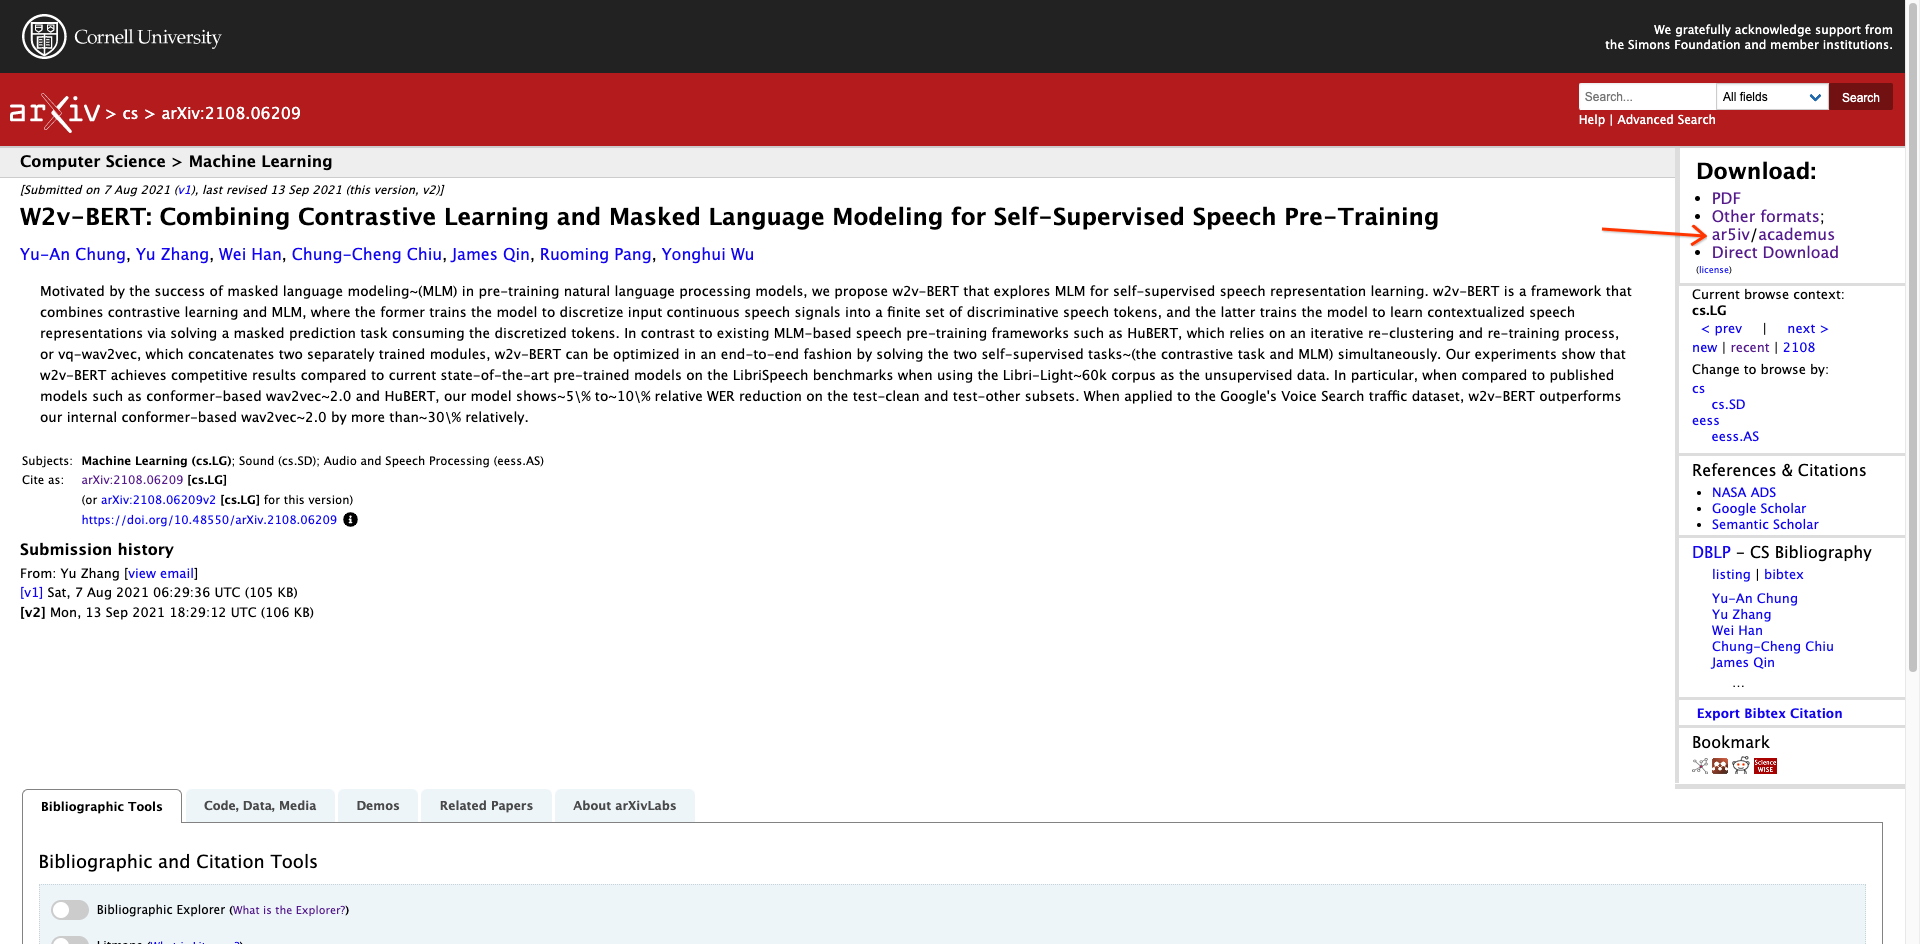 Cornell University
We gratefully acknowledge support from
the Simons Foundation and member institutions.
arXiv > cs > arXiv:2108.06209
Search...
All fields
Search
Help | Advanced Search
Computer Science > Machine Learning
[Submitted on 7 Aug 2021 (v1), last revised 13 Sep 2021 (this version, v2)]
W2v-BERT: Combining Contrastive Learning and Masked Language Modeling for Self-Supervised Speech Pre-Training
Yu-An Chung, Yu Zhang, Wei Han, Chung-Cheng Chiu, James Qin, Ruoming Pang, Yonghui Wu
Motivated by the success of masked language modeling~(MLM) in pre-training natural language processing models, we propose w2v-BERT that explores MLM for self-supervised speech representation learning. w2v-BERT is a framework that
combines contrastive learning and MLM, where the former trains the model to discretize input continuous speech signals into a finite set of discriminative speech tokens, and the latter trains the model to learn contextualized speech
representations via solving a masked prediction task consuming the discretized tokens. In contrast to existing MLM-based speech pre-training frameworks such as HuBERT, which relies on an iterative re-clustering and re-training process,
or vq-wav2vec, which concatenates two separately trained modules, w2v-BERT can be optimized in an end-to-end fashion by solving the two self-supervised tasks~(the contrastive task and MLM) simultaneously. Our experiments show that
w2v-BERT achieves competitive results compared to current state-of-the-art pre-trained models on the LibriSpeech benchmarks when using the Libri-Light~60k corpus as the unsupervised data. In particular, when compared to published
models such as conformer-based wav2vec~2.0 and HuBERT, our model shows~5\% to~10\% relative WER reduction on the test-clean and test-other subsets. When applied to the Google's Voice Search traffic dataset, w2v-BERT outperforms
our internal conformer-based wav2vec~2.0 by more than~30\% relatively.
Subjects: Machine Learning (cs.LG); Sound (cs.SD); Audio and Speech Processing (eess.AS)
Cite as: arXiv:2108.06209 [cs.LG]
(or arXiv:2108.06209v2 [cs.LG] for this version)
https://doi.org/10.48550/arXiv.2108.06209
Submission history
From: Yu Zhang [view email]
[v1] Sat, 7 Aug 2021 06:29:36 UTC (105 KB)
[v2] Mon, 13 Sep 2021 18:29:12 UTC (106 KB)
Download:
PDF
Other formats;
ar5iv/academus
Direct Download
(license)
Current browse context:
cs.LG
< prev | next >
new | recent | 2108
Change to browse by:
cs
cs.SD
eess
eess.AS
References & Citations
NASA ADS
Google Scholar
Semantic Scholar
DBLP - CS Bibliography
listing | bibtex
Yu-An Chung
Yu Zhang
Wei Han
Chung-Cheng Chiu
James Qin
...
Export Bibtex Citation
Bookmark
Science WISE
Bibliographic Tools
Code, Data, Media
Demos
Related Papers
About arXivLabs
Bibliographic and Citation Tools
Bibliographic Explorer (What is the Explorer?)